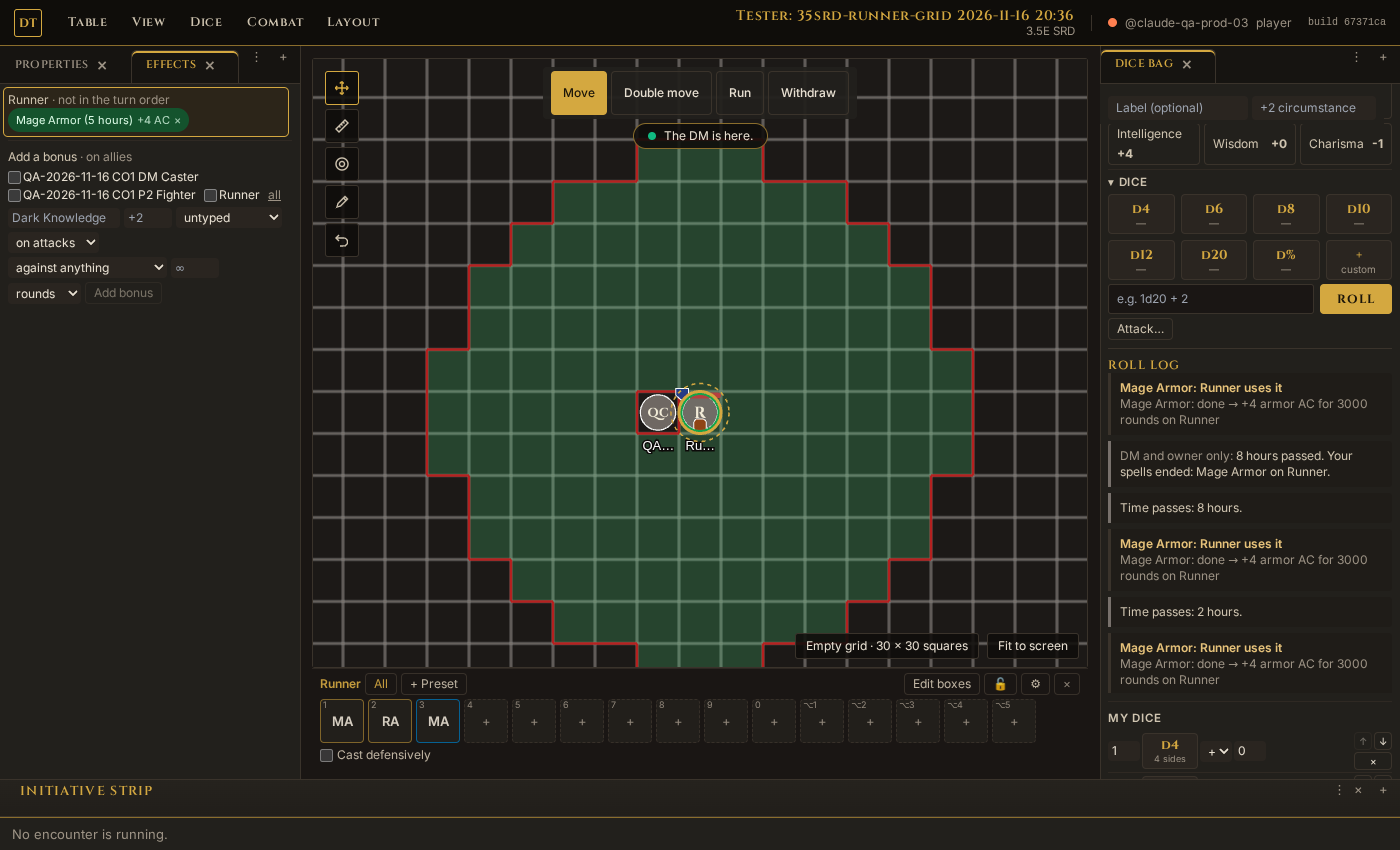 DT
TABLE
VIEW
DICE
COMBAT
LAYOUT
TESTER: 35SRD-RUNNER-GRID 2026-11-16 20:36
3.5E SRD
@claude-qa-prod-03 player
build 67371ca
PROPERTIES ×
EFFECTS ×
⋮ +
Runner · not in the turn order
Mage Armor (5 hours) +4 AC ×
Add a bonus · on allies
QA-2026-11-16 CO1 DM Caster
QA-2026-11-16 CO1 P2 Fighter
Runner
all
Dark Knowledge
+2
untyped
on attacks
against anything
∞
rounds
Add bonus
Move
Double move
Run
Withdraw
The DM is here.
QC
R
QA...
Ru...
Empty grid · 30 × 30 squares
Fit to screen
Runner
All
+ Preset
Edit boxes
×
1 MA
2 RA
3 MA
4 +
5 +
6 +
7 +
8 +
9 +
0 +
⌥1 +
⌥2 +
⌥3 +
⌥4 +
⌥5 +
Cast defensively
DICE BAG ×
⋮ +
Label (optional)
+2 circumstance
Intelligence +4
Wisdom +0
Charisma -1
▾ DICE
D4 —
D6 —
D8 —
D10 —
D12 —
D20 —
D% —
+ custom
e.g. 1d20 + 2
ROLL
Attack...
ROLL LOG
Mage Armor: Runner uses it
Mage Armor: done → +4 armor AC for 3000
rounds on Runner
DM and owner only: 8 hours passed. Your
spells ended: Mage Armor on Runner.
Time passes: 8 hours.
Mage Armor: Runner uses it
Mage Armor: done → +4 armor AC for 3000
rounds on Runner
Time passes: 2 hours.
Mage Armor: Runner uses it
Mage Armor: done → +4 armor AC for 3000
rounds on Runner
MY DICE
1
D4
4 sides
+
0
↑ ↓
×
INITIATIVE STRIP
⋮ × +
No encounter is running.